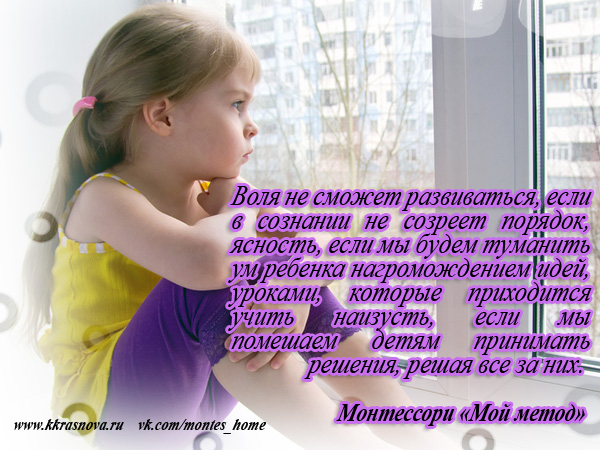 Воля не сможет развиваться, если
в сознании не созреет порядок,
ясность, если мы будем туманить
ум ребенка нагромождением идей,
уроками, которые приходится
учить наизусть, если мы
помешаем детям принимать
решения, решая все за них.
Монтессори «Мой метод»
www.kkrasnova.ru vk.com/montes_home